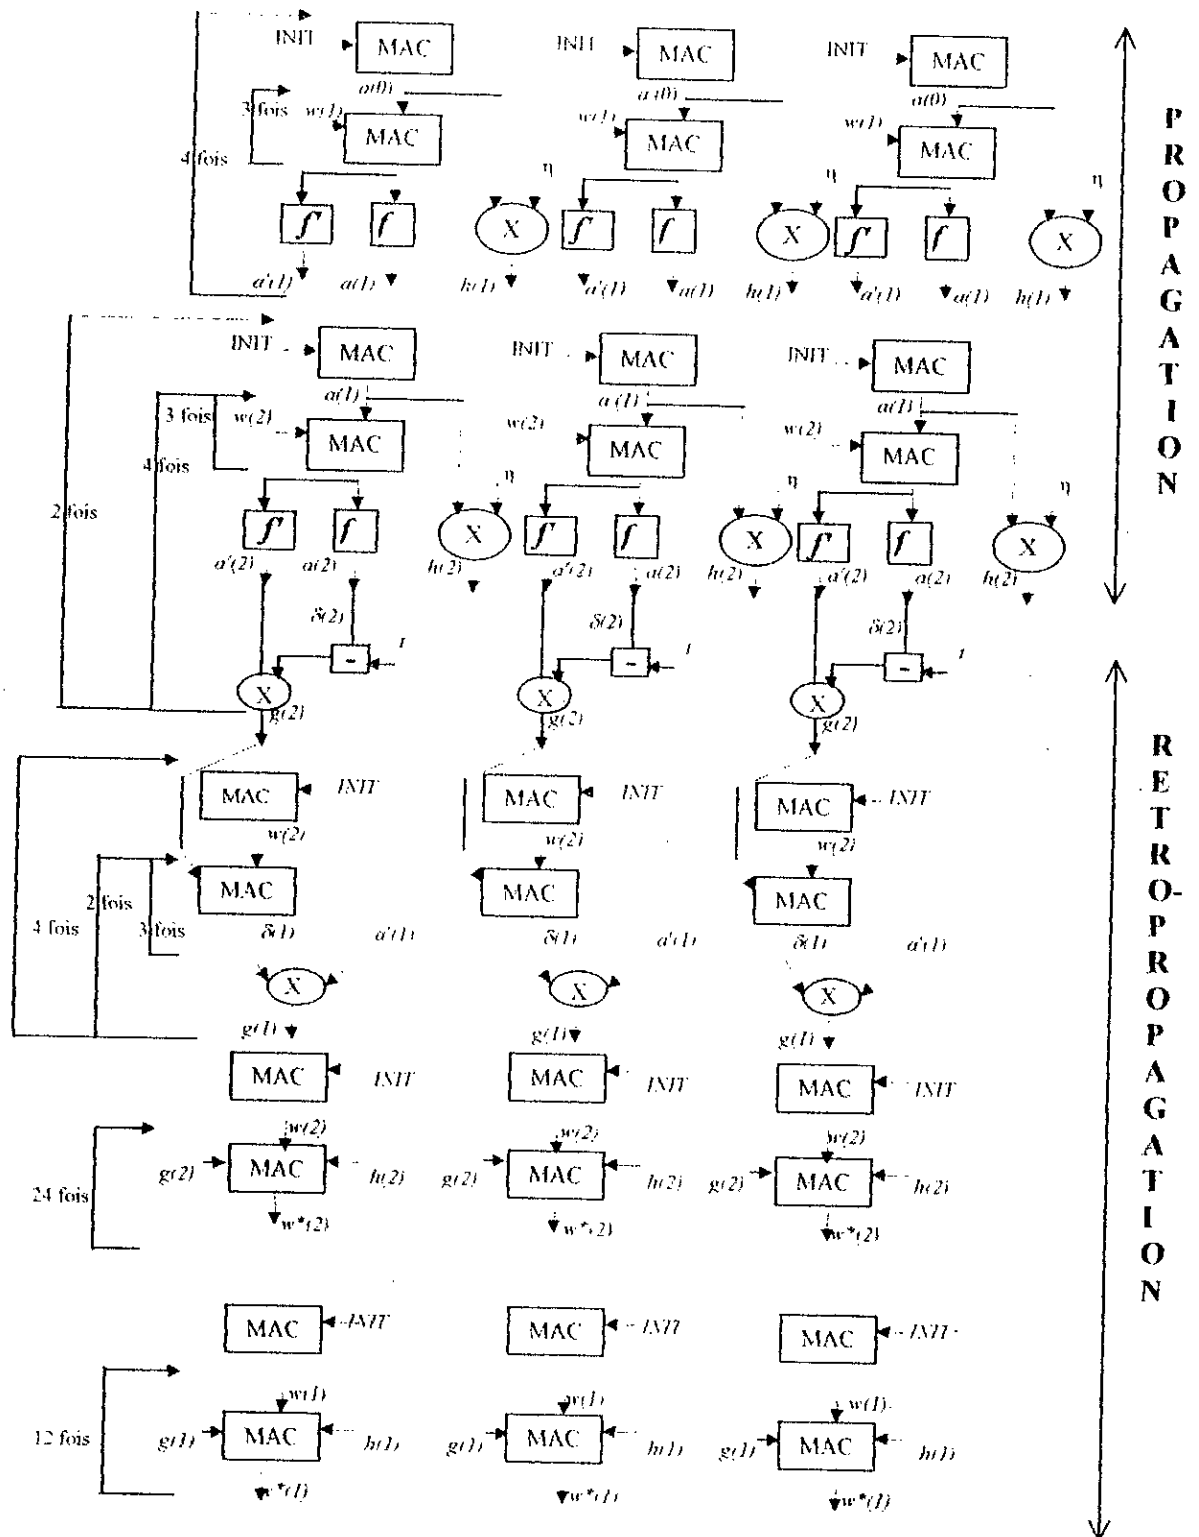 INIT MAC INIT MAC INIT MAC
a(0) a(0) a(0)
3 fois w(1) MAC w(1) MAC w(1) MAC
4 fois
η η η
f' f X f' f X f' f X
a'(1) a(1) h(1) a'(1) a(1) h(1) a'(1) a(1) h(1)
INIT MAC INIT MAC INIT MAC
a(1) a(1) a(1)
3 fois w(2) MAC w(2) MAC w(2) MAC
4 fois
2 fois
η η η
f' f X f' f X f' f X
a'(2) a(2) h(2) a'(2) a(2) h(2) a'(2) a(2) h(2)
δ(2) δ(2) δ(2)
- - -
X X X
g(2) g(2) g(2)
PROPAGATION
MAC INIT MAC INIT MAC INIT
w(2) w(2) w(2)
MAC MAC MAC
4 fois 2 fois 3 fois
δ(1) a'(1) δ(1) a'(1) δ(1) a'(1)
X X X
g(1) g(1) g(1)
MAC INIT MAC INIT MAC INIT
w(2) w(2) w(2)
24 fois
g(2) MAC h(2) g(2) MAC h(2) g(2) MAC h(2)
w*(2) w*(2) w*(2)
MAC INIT MAC INIT MAC INIT
w(1) w(1) w(1)
12 fois
g(1) MAC h(1) g(1) MAC h(1) g(1) MAC h(1)
w*(1) w*(1) w*(1)
RETRO-PROPAGATION